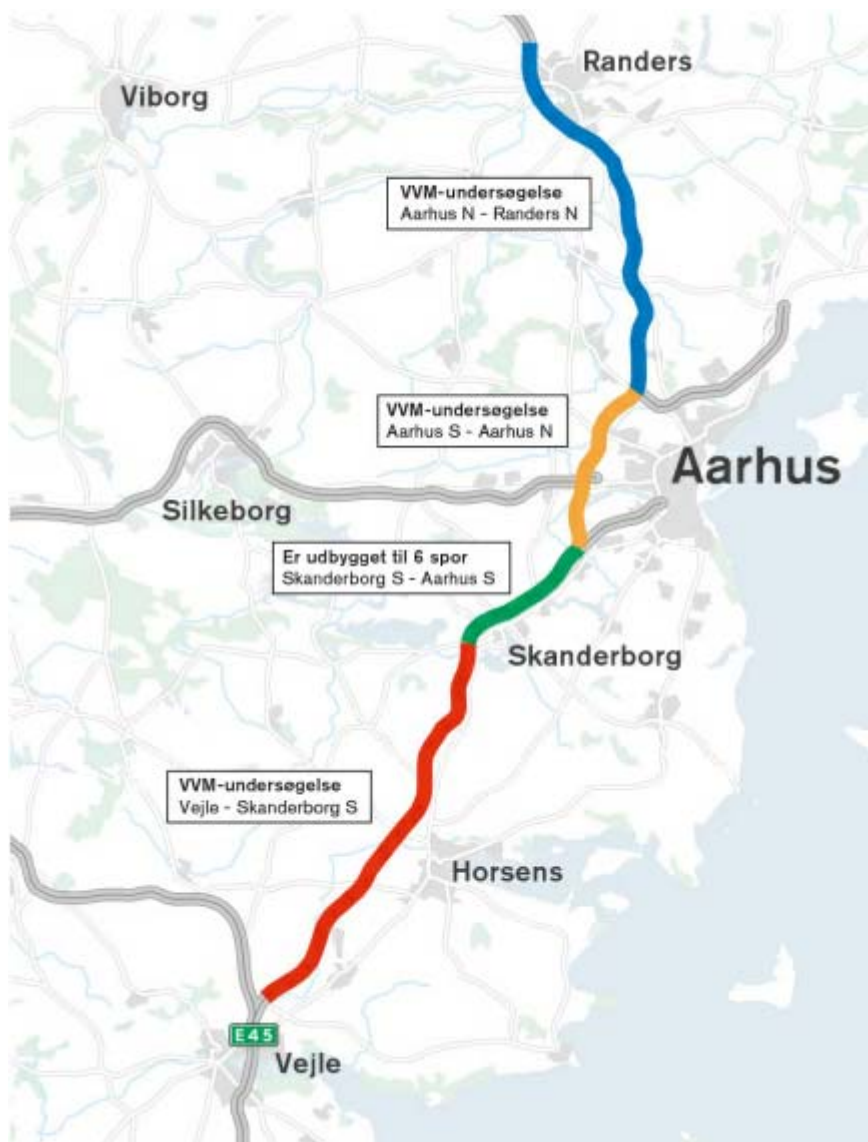 Randers
Viborg
VVM-undersøgelse
Aarhus N - Randers N
VVM-undersøgelse
Aarhus S - Aarhus N
Aarhus
Silkeborg
Er udbygget til 6 spor
Skanderborg S - Aarhus S
Skanderborg
VVM-undersøgelse
Vejle - Skanderborg S
Horsens
E45
Vejle